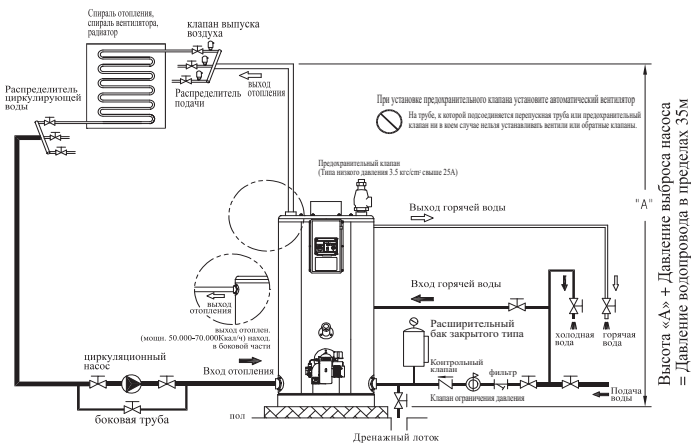 Спираль отопления,
спираль вентилятора,
радиатор
клапан выпуска
воздуха
Распределитель
циркулирующей
воды
Распределитель
подачи
выход
отопления
При установке предохранительного клапана установите автоматический вентилятор
На трубе, к которой подсоединяется перепускная труба или предохранительный
клапан ни в коем случае нельзя устанавливать вентили или обратные клапаны.
Предохранительный клапан
(Типа низкого давления 3.5 кгс/cm² свыше 25А)
Выход горячей воды
"А"
Высота «А» + Давление выброса насоса
= Давление водопровода в пределах 35м
Вход горячей воды
выход
отопления
выход отоплен.
(мощн. 50.000-70.000Ккал/ч) наход.
в боковой части
Расширительный
бак закрытого типа
холодная
вода
горячая
вода
циркуляционный
насос
Вход отопления
Контрольный
клапан
фильтр
Подача
воды
Клапан ограничения давления
боковая труба
пол
Дренажный лоток